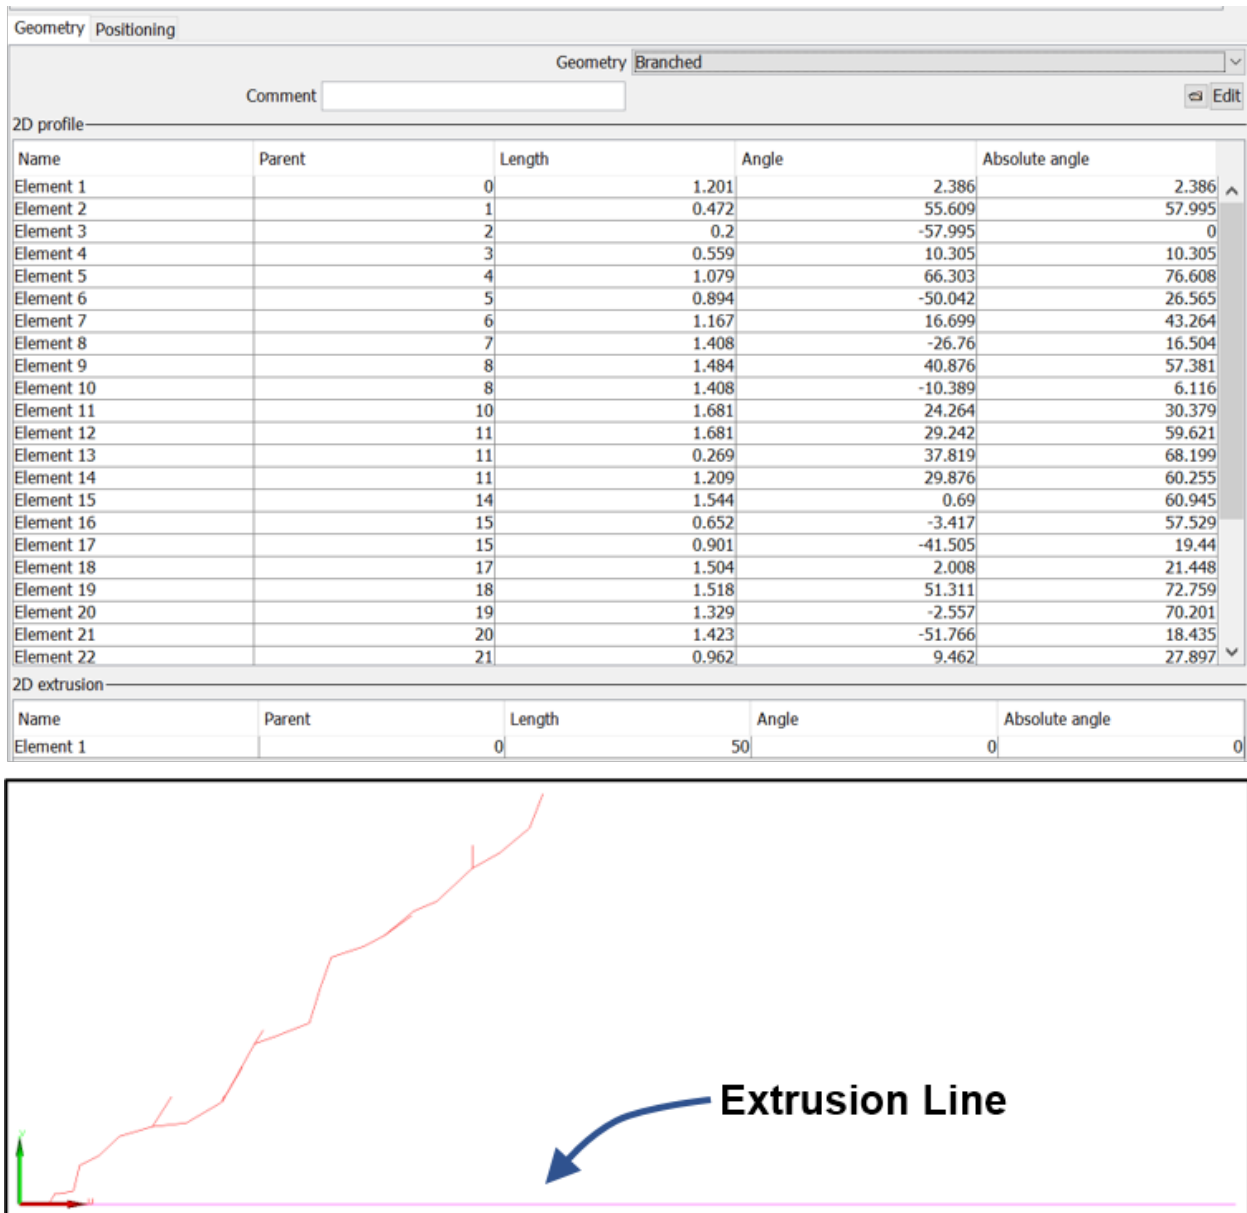 Geometry Positioning
Geometry Branched
Comment Edit
2D profile
Name Parent Length Angle Absolute angle
Element 1 0 1.201 2.386 2.386
Element 2 1 0.472 55.609 57.995
Element 3 2 0.2 -57.995 0
Element 4 3 0.559 10.305 10.305
Element 5 4 1.079 66.303 76.608
Element 6 5 0.894 -50.042 26.565
Element 7 6 1.167 16.699 43.264
Element 8 7 1.408 -26.76 16.504
Element 9 8 1.484 40.876 57.381
Element 10 8 1.408 -10.389 6.116
Element 11 10 1.681 24.264 30.379
Element 12 11 1.681 29.242 59.621
Element 13 11 0.269 37.819 68.199
Element 14 11 1.209 29.876 60.255
Element 15 14 1.544 0.69 60.945
Element 16 15 0.652 -3.417 57.529
Element 17 15 0.901 -41.505 19.44
Element 18 17 1.504 2.008 21.448
Element 19 18 1.518 51.311 72.759
Element 20 19 1.329 -2.557 70.201
Element 21 20 1.423 -51.766 18.435
Element 22 21 0.962 9.462 27.897
2D extrusion
Name Parent Length Angle Absolute angle
Element 1 0 50 0 0
Extrusion Line